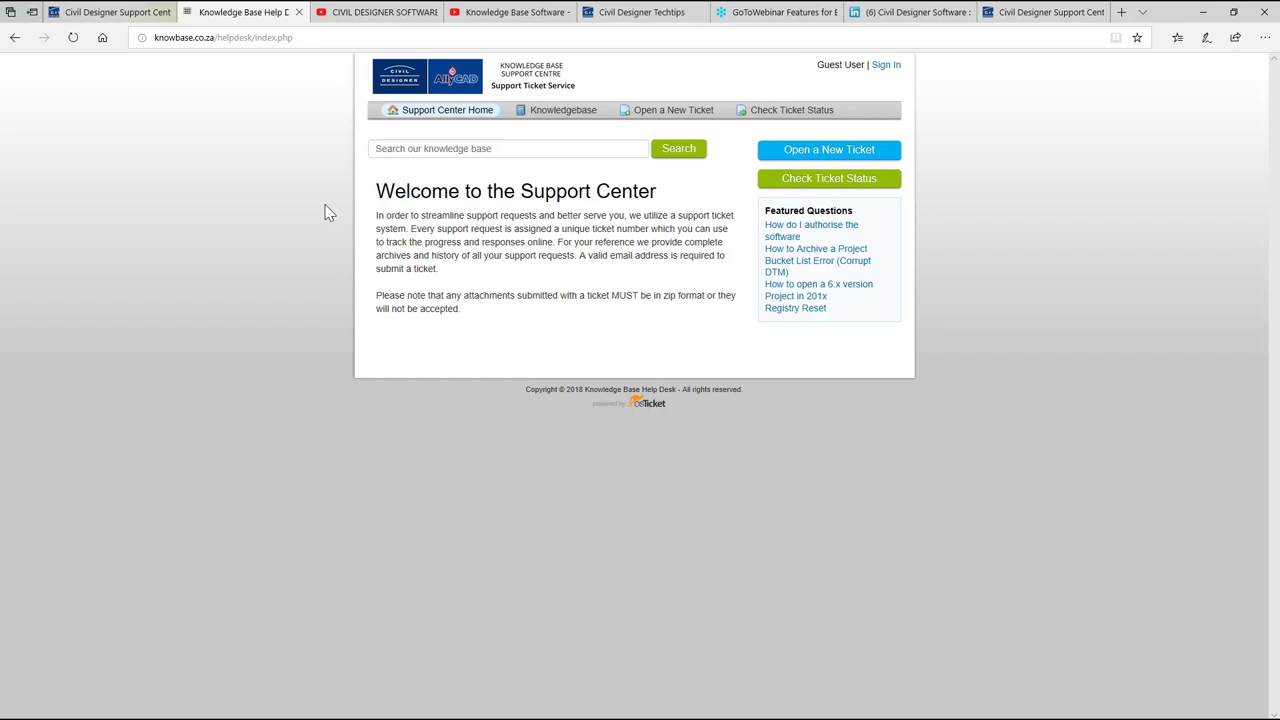 Civil Designer Support Cent
Knowledge Base Help D
CIVIL DESIGNER SOFTWARE
Knowledge Base Software -
Civil Designer Techtips
GoToWebinar Features for E
(6) Civil Designer Software :
Civil Designer Support Cent
knowbase.co.za/helpdesk/index.php
CIVIL
DESIGNER
AllyCAD
KNOWLEDGE BASE
SUPPORT CENTRE
Support Ticket Service
Guest User | Sign In
Support Center Home
Knowledgebase
Open a New Ticket
Check Ticket Status
Search our knowledge base
Search
Open a New Ticket
Check Ticket Status
Welcome to the Support Center
In order to streamline support requests and better serve you, we utilize a support ticket
system. Every support request is assigned a unique ticket number which you can use
to track the progress and responses online. For your reference we provide complete
archives and history of all your support requests. A valid email address is required to
submit a ticket.
Please note that any attachments submitted with a ticket MUST be in zip format or they
will not be accepted.
Featured Questions
How do I authorise the
software
How to Archive a Project
Bucket List Error (Corrupt
DTM)
How to open a 6.x version
Project in 201x
Registry Reset
Copyright © 2018 Knowledge Base Help Desk - All rights reserved.
powered by osTicket